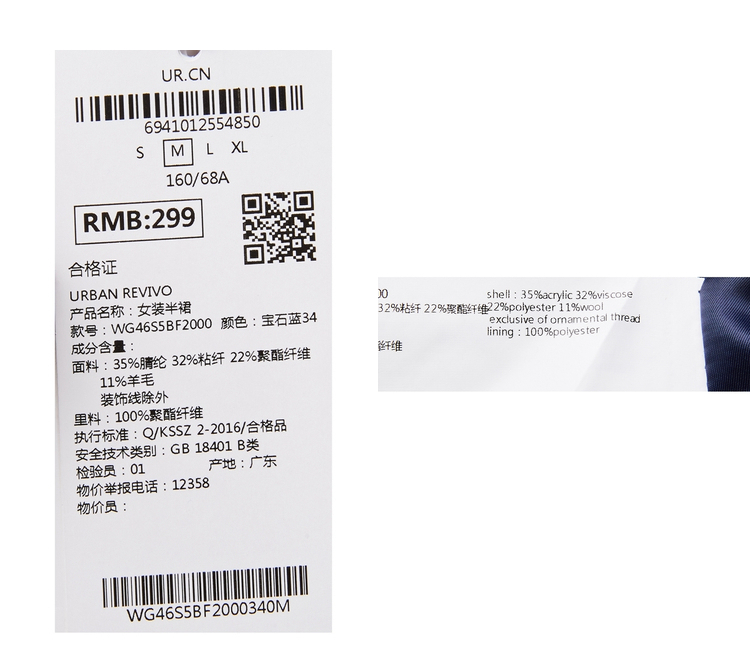 UR.CN
6941012554850
S M L XL
160/68A
RMB:299
合格证
URBAN REVIVO
产品名称：女装半裙
款号：WG46S5BF2000 颜色：宝石蓝34
成分含量：
面料：35%腈纶 32%粘纤 22%聚酯纤维
11%羊毛
装饰线除外
里料：100%聚酯纤维
执行标准：Q/KSSZ 2-2016/合格品
安全技术类别：GB 18401 B类
检验员：01 产地：广东
物价举报电话：12358
物价员：
WG46S5BF2000340M
00
32%粘纤 22%聚酯纤维
纤维
shell : 35%acrylic 32%viscose
22%polyester 11%wool
exclusive of ornamental thread
lining : 100%polyester